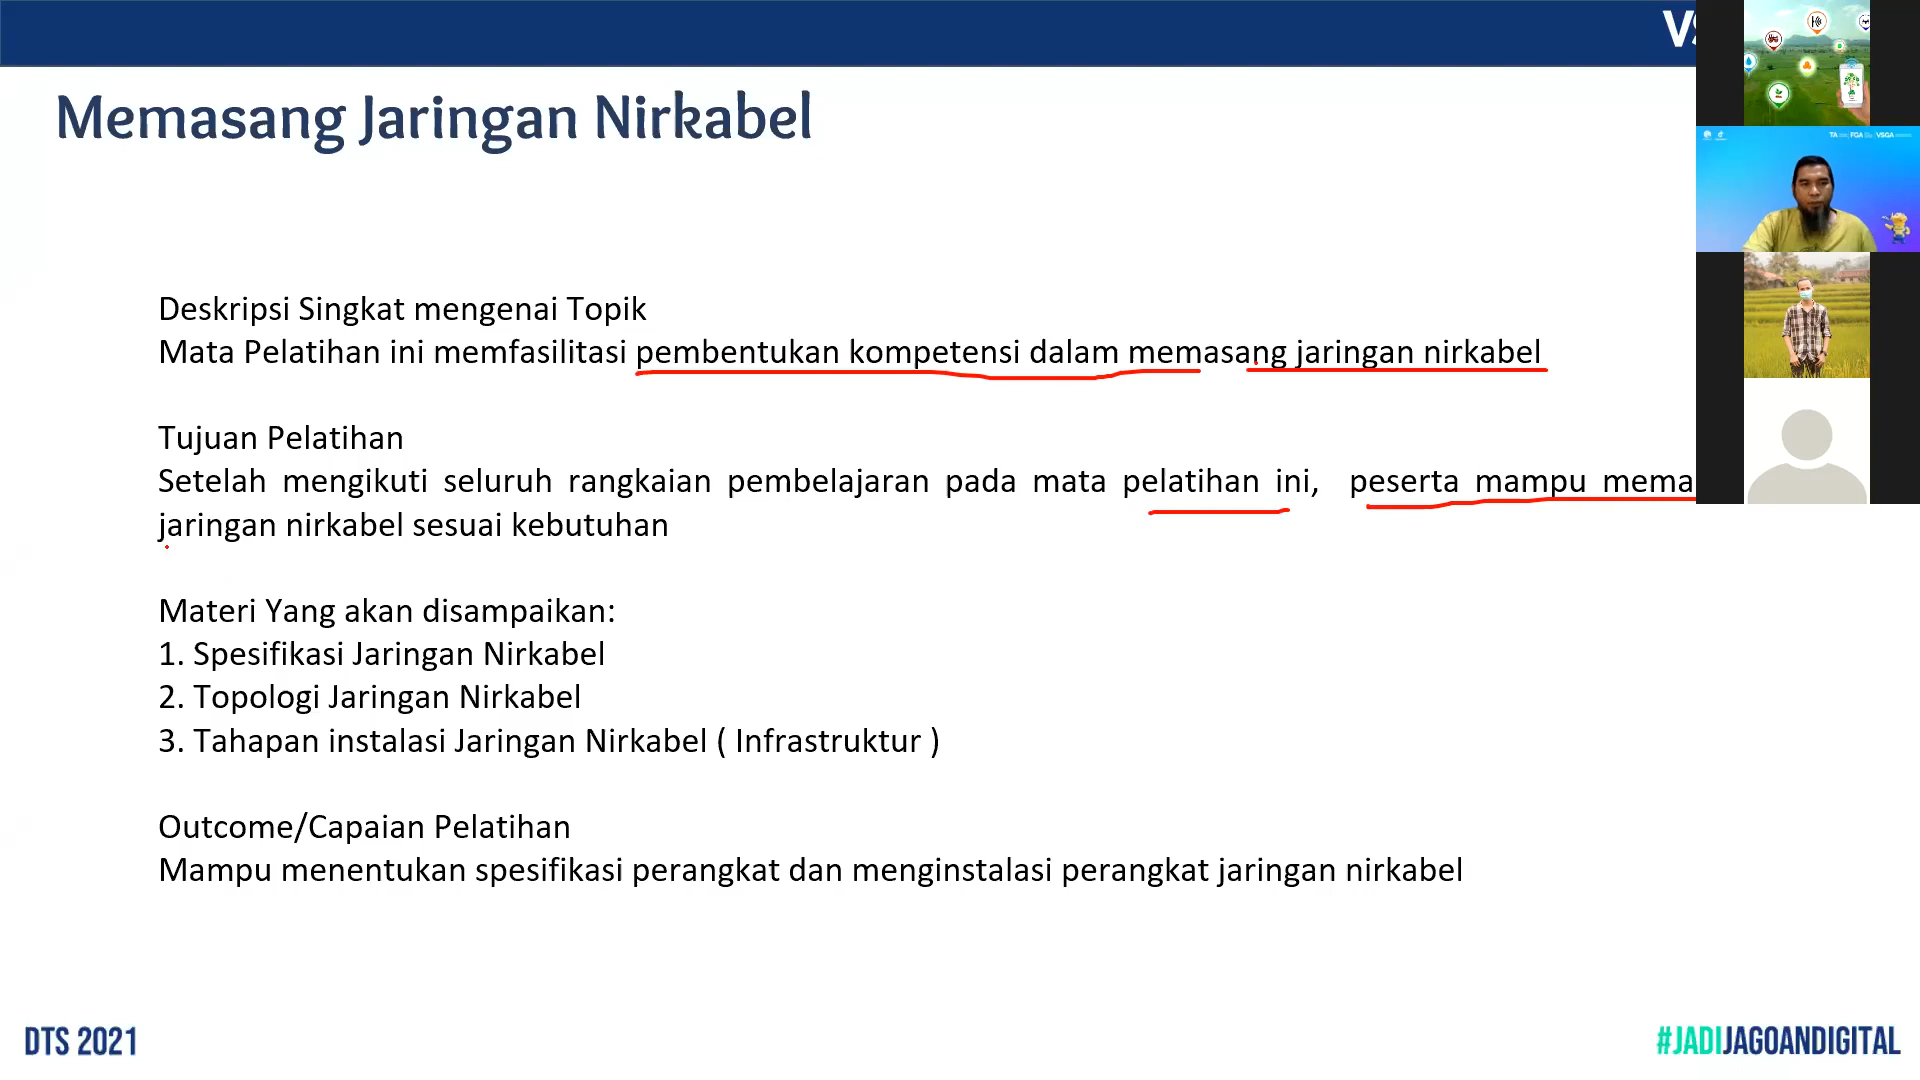 Memasang Jaringan Nirkabel
Deskripsi Singkat mengenai Topik
Mata Pelatihan ini memfasilitasi pembentukan kompetensi dalam memasang jaringan nirkabel
Tujuan Pelatihan
Setelah mengikuti seluruh rangkaian pembelajaran pada mata pelatihan ini, peserta mampu mema
jaringan nirkabel sesuai kebutuhan
Materi Yang akan disampaikan:
1. Spesifikasi Jaringan Nirkabel
2. Topologi Jaringan Nirkabel
3. Tahapan instalasi Jaringan Nirkabel ( Infrastruktur )
Outcome/Capaian Pelatihan
Mampu menentukan spesifikasi perangkat dan menginstalasi perangkat jaringan nirkabel
DTS 2021
#JADIJAGOANDIGITAL
TA FGA VSGA